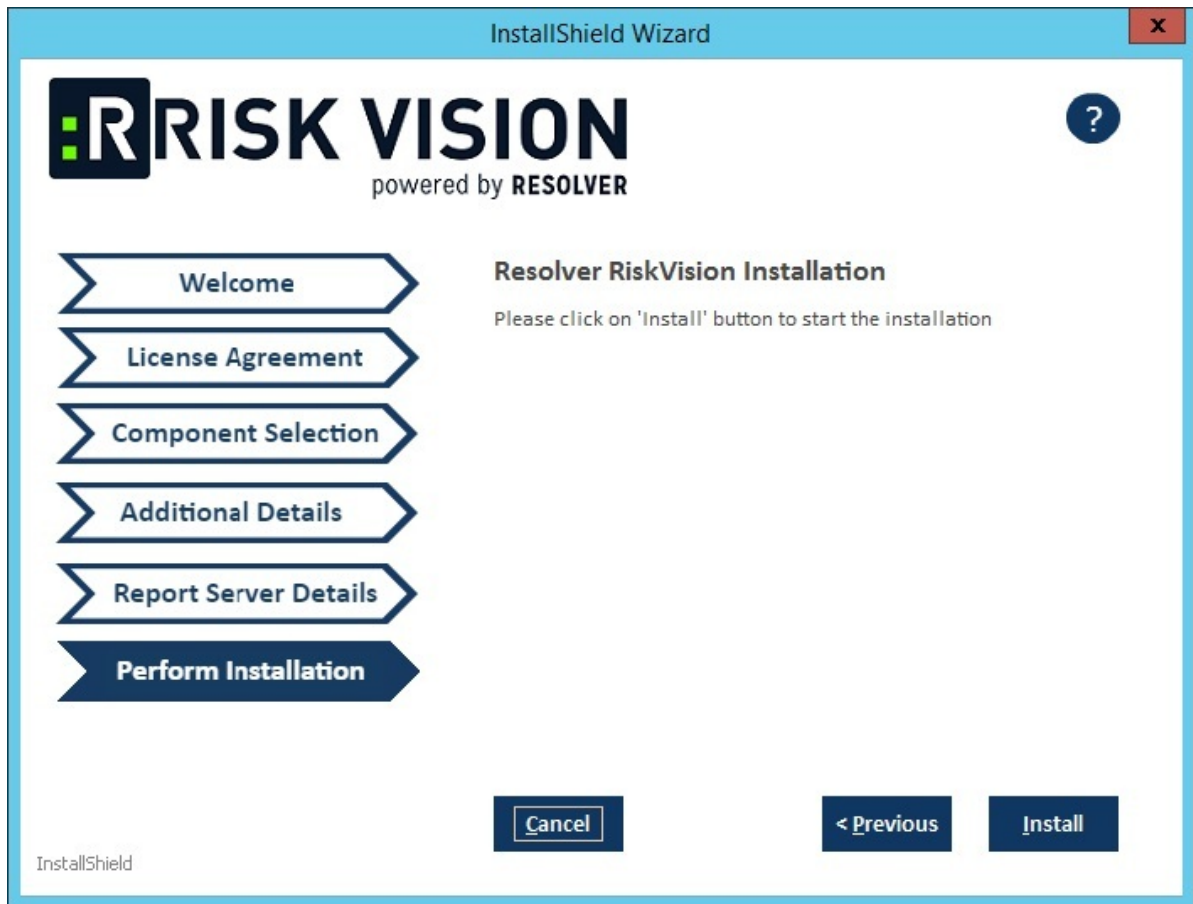 InstallShield Wizard
x
:R RISK VISION
powered by RESOLVER
?
Welcome
License Agreement
Component Selection
Additional Details
Report Server Details
Perform Installation
Resolver RiskVision Installation
Please click on 'Install' button to start the installation
Cancel
< Previous
Install
InstallShield